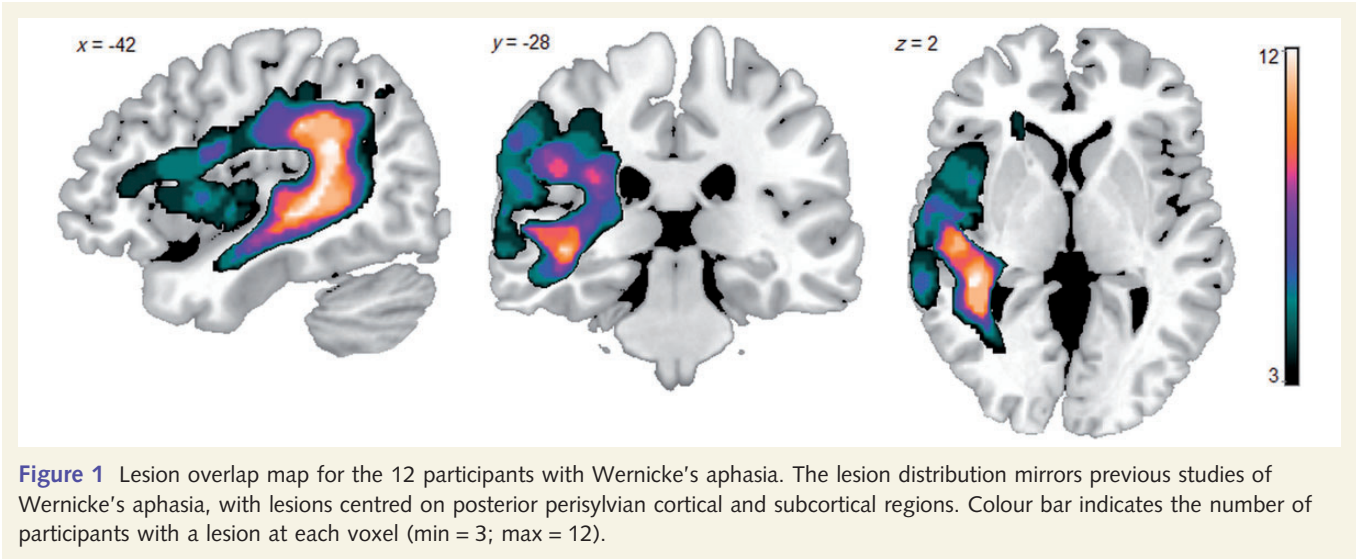 x = -42
y = -28
z = 2
12
3
Figure 1 Lesion overlap map for the 12 participants with Wernicke's aphasia. The lesion distribution mirrors previous studies of
Wernicke's aphasia, with lesions centred on posterior perisylvian cortical and subcortical regions. Colour bar indicates the number of
participants with a lesion at each voxel (min = 3; max = 12).